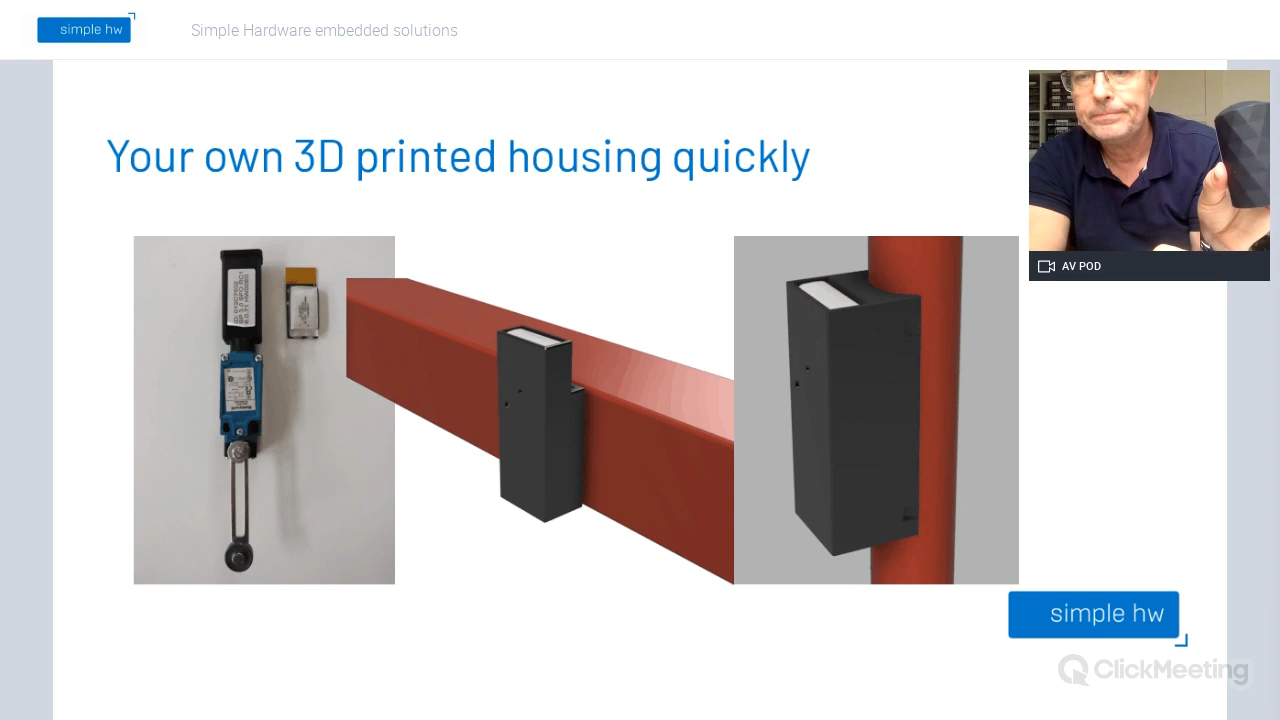 simple hw
Simple Hardware embedded solutions
Your own 3D printed housing quickly
AV POD
simple hw
ClickMeeting